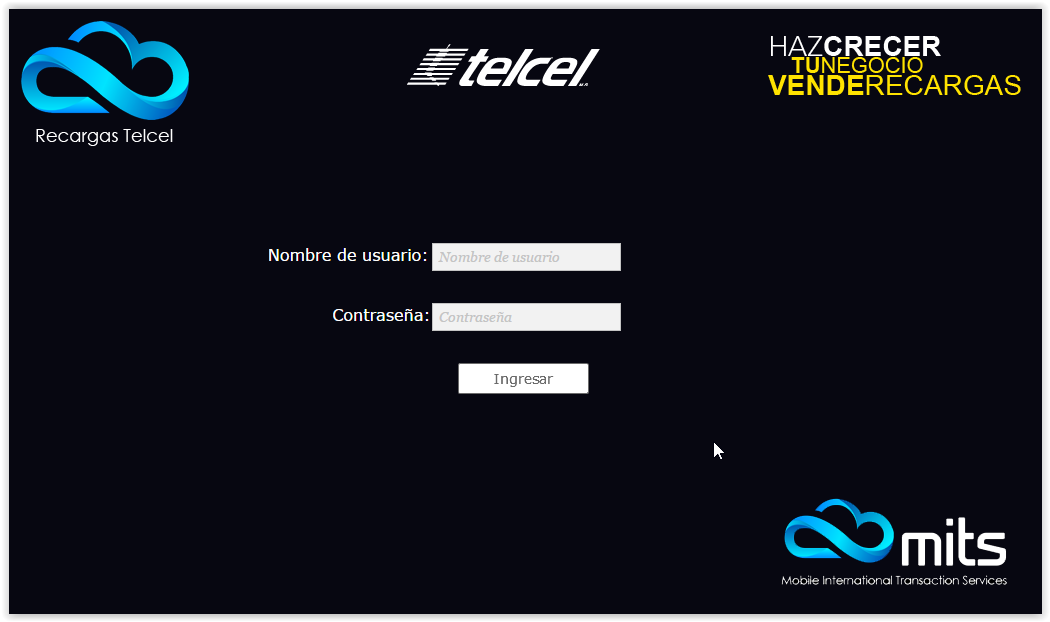 Recargas Telcel
telcel
HAZCRECER
TUNEGOCIO
VENDERECARGAS
Nombre de usuario: Nombre de usuario
Contraseña: Contraseña
Ingresar
mits
Mobile International Transaction Services